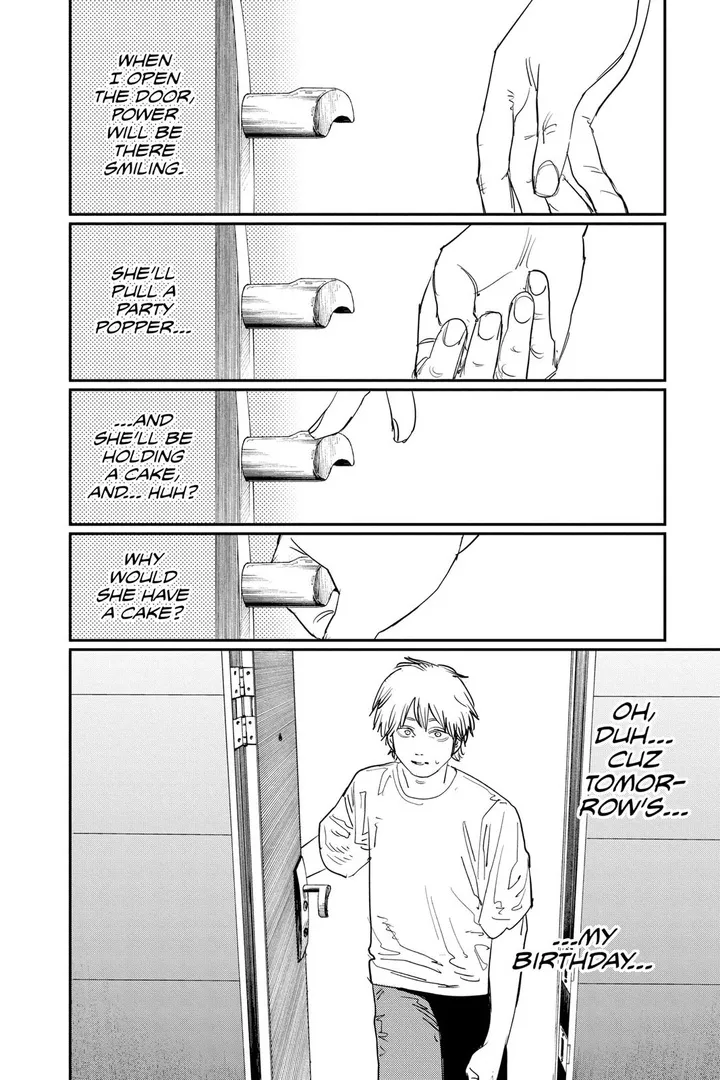 WHEN
I OPEN
THE DOOR,
POWER
WILL BE
THERE
SMILING.
SHE'LL
PULL A
PARTY
POPPER...
...AND
SHE'LL BE
HOLDING
A CAKE,
AND... HUH?
WHY
WOULD
SHE HAVE
A CAKE?
OH,
DUH...
CUZ
TOMOR-
ROW'S...
...MY
BIRTHDAY...